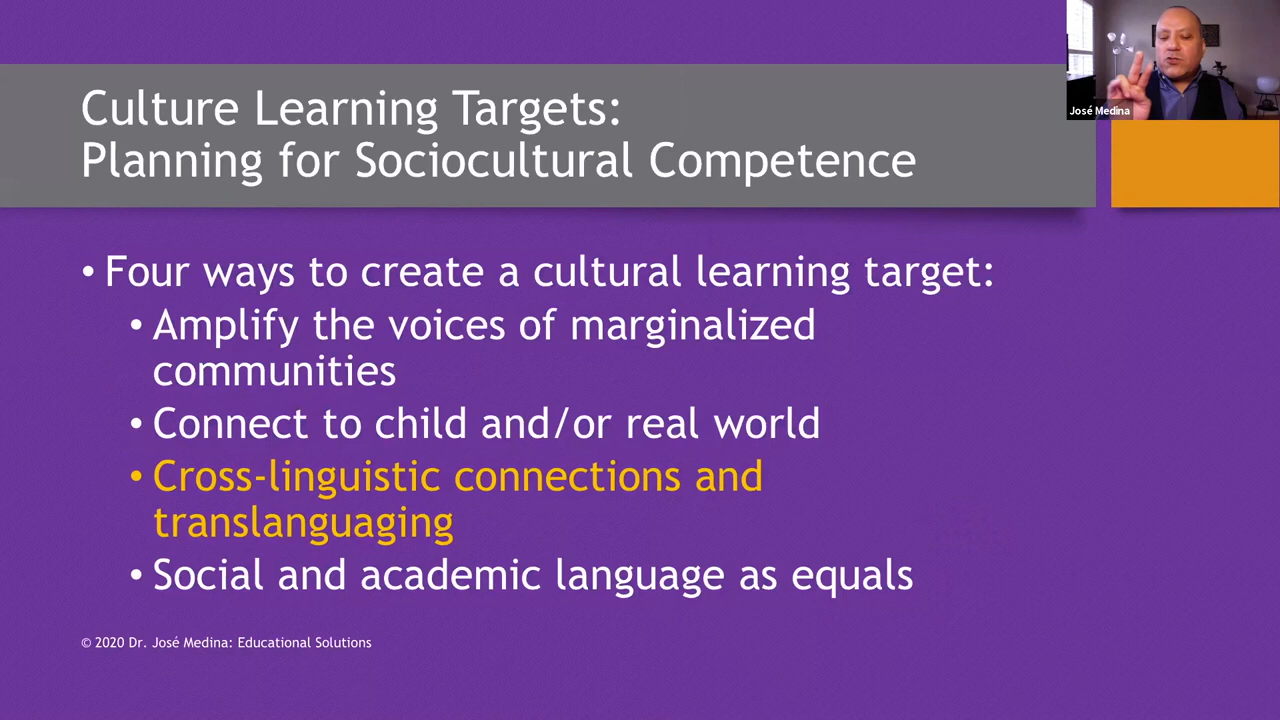 José Medina
Culture Learning Targets:
Planning for Sociocultural Competence
• Four ways to create a cultural learning target:
• Amplify the voices of marginalized
communities
• Connect to child and/or real world
• Cross-linguistic connections and
translanguaging
• Social and academic language as equals
© 2020 Dr. José Medina: Educational Solutions